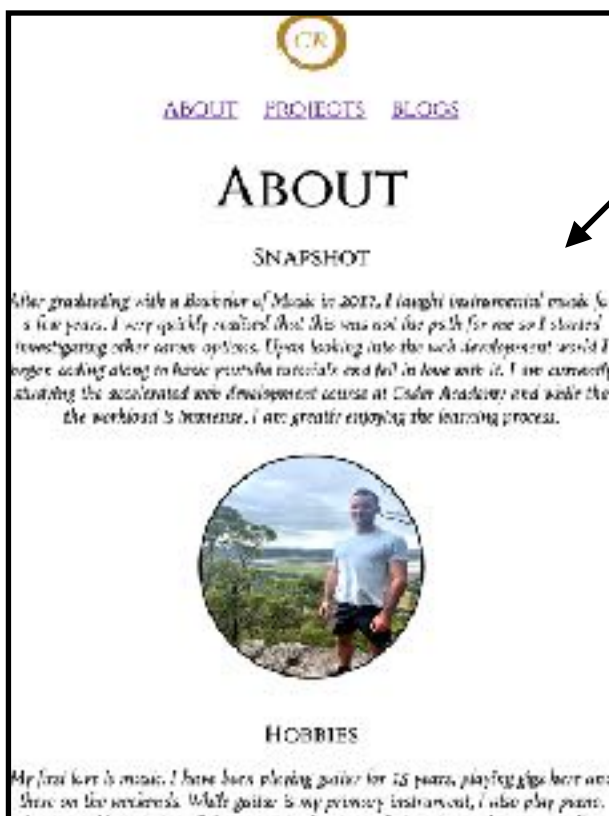 CR
ABOUT PROJECTS BLOGS
ABOUT
SNAPSHOT
After graduating with a Bachelor of Music in 2017, I taught instrumental music fo
a few years. I very quickly realised that this was not the path for me so I started
investigating other career options. Upon looking into the web development world I
began coding along to basic youtube tutorials and fell in love with it. I am currently
studying the accelerated web development course at Coder Academy and while the
the workload is immense, I am greatly enjoying the learning process.
HOBBIES
My first love is music. I have been playing guitar for 15 years, playing gigs here and
there on the weekends. While guitar is my primary instrument, I also play piano,